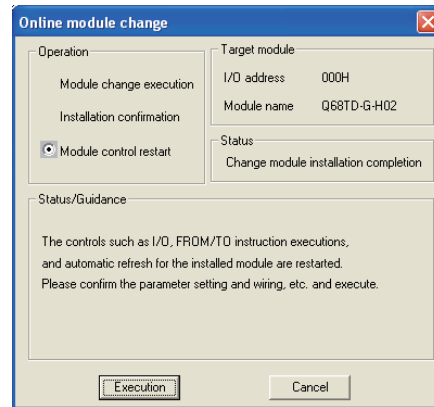 Online module change
Operation
Module change execution
Installation confirmation
Module control restart
Target module
I/O address 000H
Module name Q68TD-G-H02
Status
Change module installation completion
Status/Guidance
The controls such as I/O, FROM/TO instruction executions,
and automatic refresh for the installed module are restarted.
Please confirm the parameter setting and wiring, etc. and execute.
Execution Cancel